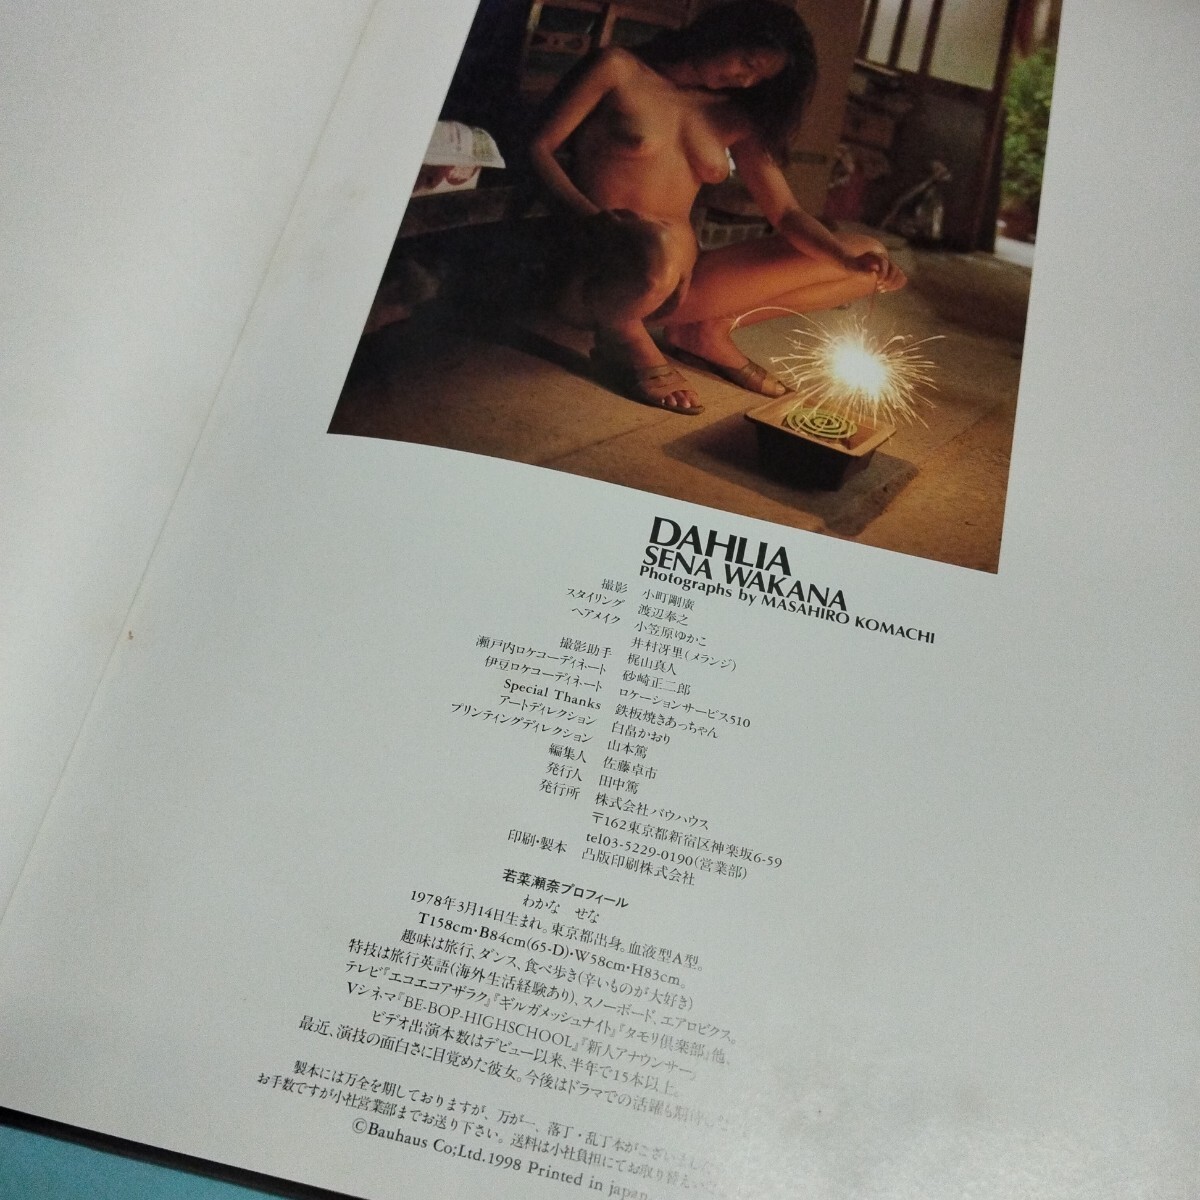 DAHLIA
SENA WAKANA
Photographs by MASAHIRO KOMACHI
撮影 小町剛廣
スタイリング 渡辺奉之
ヘアメイク 小笠原ゆかこ
井村冴里(メランジ)
撮影助手 梶山真人
瀬戸内ロケコーディネート 砂崎正二郎
伊豆ロケコーディネート ロケーションサービス510
Special Thanks 鉄板焼きあっちゃん
アートディレクション 白畠かおり
プリンティングディレクション 山本篤
編集人 佐藤卓市
発行人 田中篤
発行所 株式会社バウハウス
〒162東京都新宿区神楽坂6-59
tel03-5229-0190(営業部)
印刷・製本 凸版印刷株式会社
若菜瀬奈プロフィール
わかな せな
1978年3月14日生まれ。東京都出身。血液型A型。
T158cm・B84cm(65-D)・W58cm・H83cm。
趣味は旅行、ダンス、食べ歩き(辛いものが大好き)
特技は旅行英語(海外生活経験あり)、スノーボード、エアロビクス。
テレビ『エコエコアザラク』『ギルガメッシュナイト』『タモリ倶楽部』他、
Vシネマ『BE-BOP-HIGHSCHOOL』『新人アナウンサー』
ビデオ出演本数はデビュー以来、半年で15本以上。
最近、演技の面白さに目覚めた彼女。今後はドラマでの活躍も期待
製本には万全を期しておりますが、万が一、落丁・乱丁本がございましたら
お手数ですが小社営業部までお送り下さい。送料は小社負担にてお取り替え
©Bauhaus Co;Ltd.1998 Printed in japan